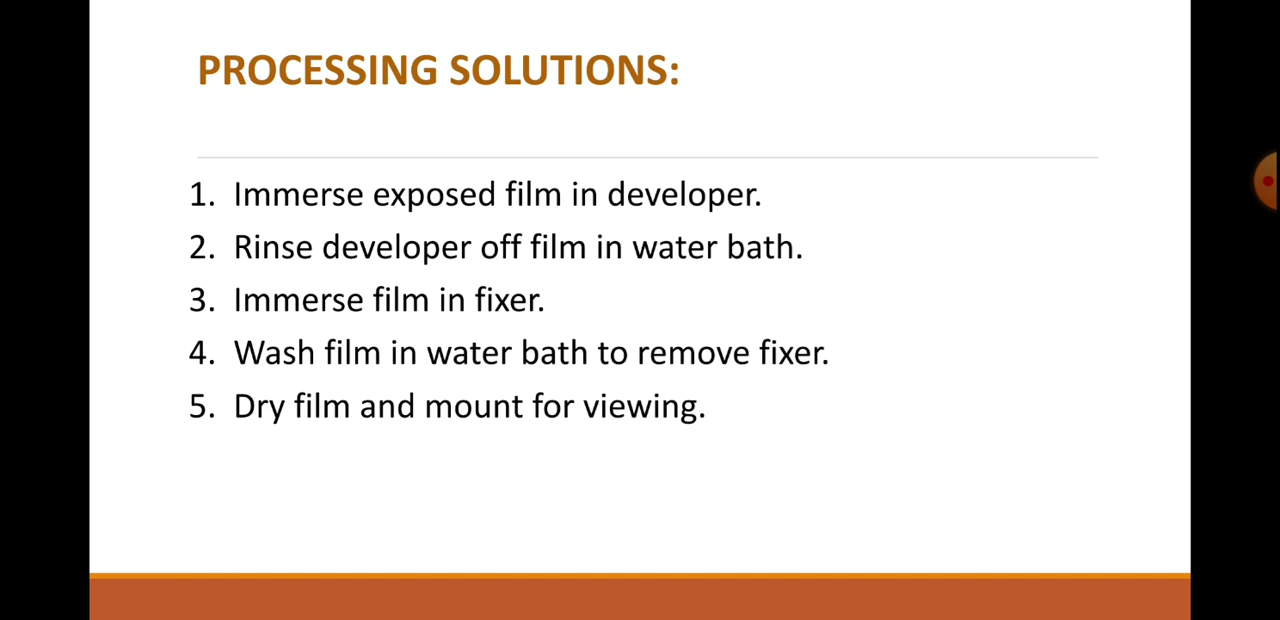 PROCESSING SOLUTIONS:
1. Immerse exposed film in developer.
2. Rinse developer off film in water bath.
3. Immerse film in fixer.
4. Wash film in water bath to remove fixer.
5. Dry film and mount for viewing.